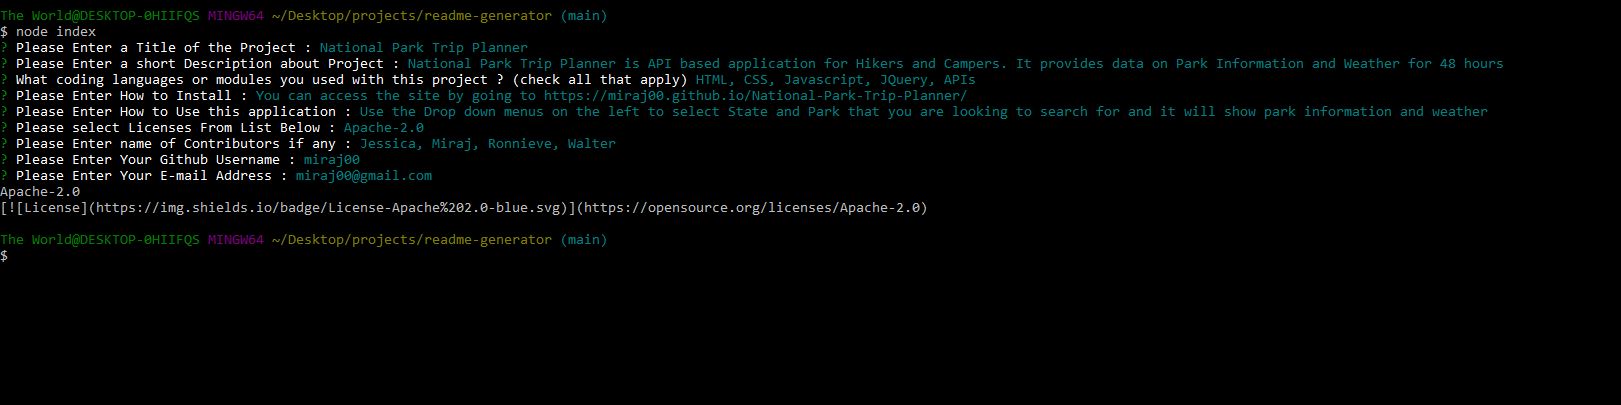 The World@DESKTOP-0HIIFQS MINGW64 ~/Desktop/projects/readme-generator (main)
$ node index
? Please Enter a Title of the Project : National Park Trip Planner
? Please Enter a short Description about Project : National Park Trip Planner is API based application for Hikers and Campers. It provides data on Park Information and Weather for 48 hours
? What coding languages or modules you used with this project ? (check all that apply) HTML, CSS, Javascript, JQuery, APIs
? Please Enter How to Install : You can access the site by going to https://miraj00.github.io/National-Park-Trip-Planner/
? Please Enter How to Use this application : Use the Drop down menus on the left to select State and Park that you are looking to search for and it will show park information and weather
? Please select Licenses From List Below : Apache-2.0
? Please Enter name of Contributors if any : Jessica, Miraj, Ronnieve, Walter
? Please Enter Your Github Username : miraj00
? Please Enter Your E-mail Address : miraj00@gmail.com
Apache-2.0
[![License](https://img.shields.io/badge/License-Apache%202.0-blue.svg)](https://opensource.org/licenses/Apache-2.0)
The World@DESKTOP-0HIIFQS MINGW64 ~/Desktop/projects/readme-generator (main)
$